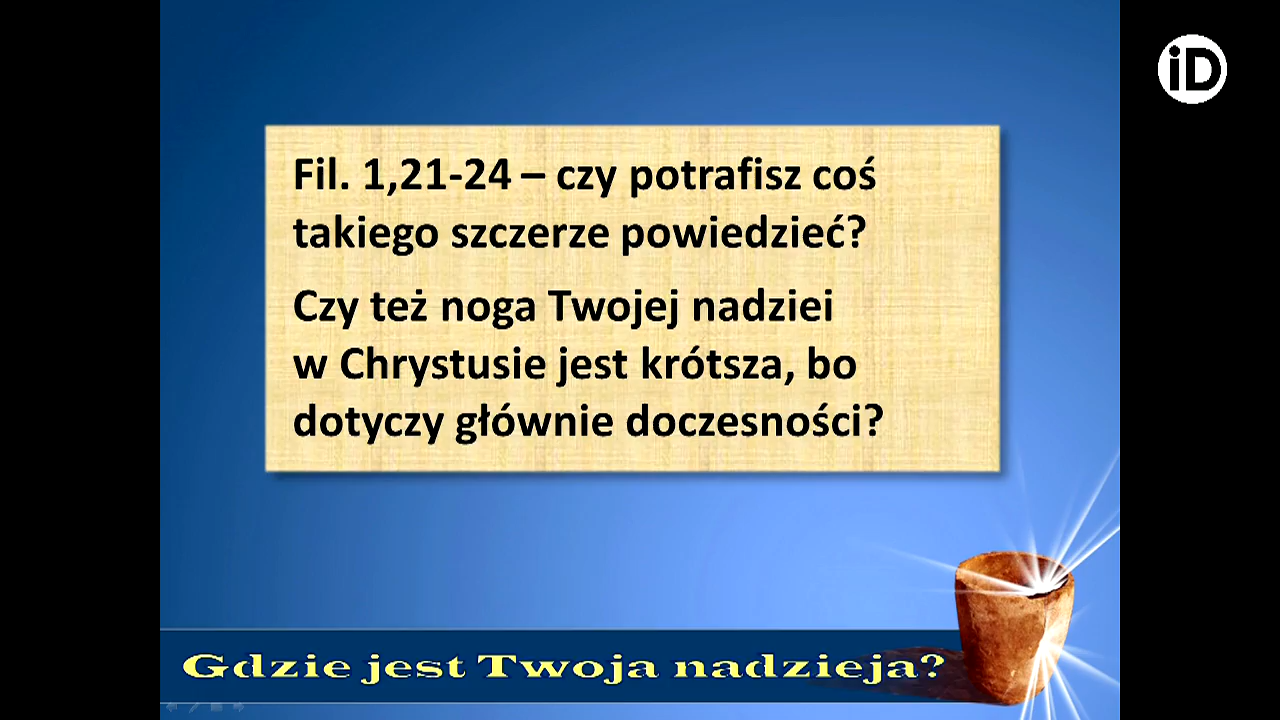 iD
Fil. 1,21-24 – czy potrafisz coś
takiego szczerze powiedzieć?
Czy też noga Twojej nadziei
w Chrystusie jest krótsza, bo
dotyczy głównie doczesności?
Gdzie jest Twoja nadzieja?